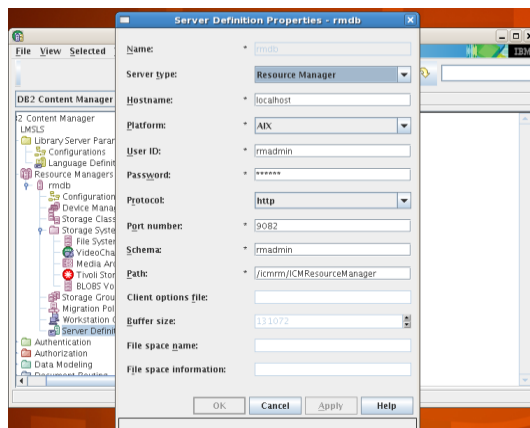 Server Definition Properties - rmdb
File View Selected
IBM
DB2 Content Manager
Name: * rmdb
Server type: * Resource Manager
Hostname: * localhost
Platform: * AIX
User ID: * rmadmin
Password: * ******
Protocol: * http
Port number: * 9082
Schema: * rmadmin
Path: * /icmrm/ICMResourceManager
Client options file:
Buffer size: 131072
File space name:
File space information:
OK Cancel Apply Help
2 Content Manager
LMSLS
Library Server Parar
Configurations
Language Definit
Resource Managers
rmdb
Configuration
Device Mana
Storage Class
Storage Syste
File Syster
VideoChar
Media Arc
Tivoli Stor
BLOBS Vo
Storage Grou
Migration Pol
Workstation C
Server Definit
Authentication
Authorization
Data Modeling
Document Routing